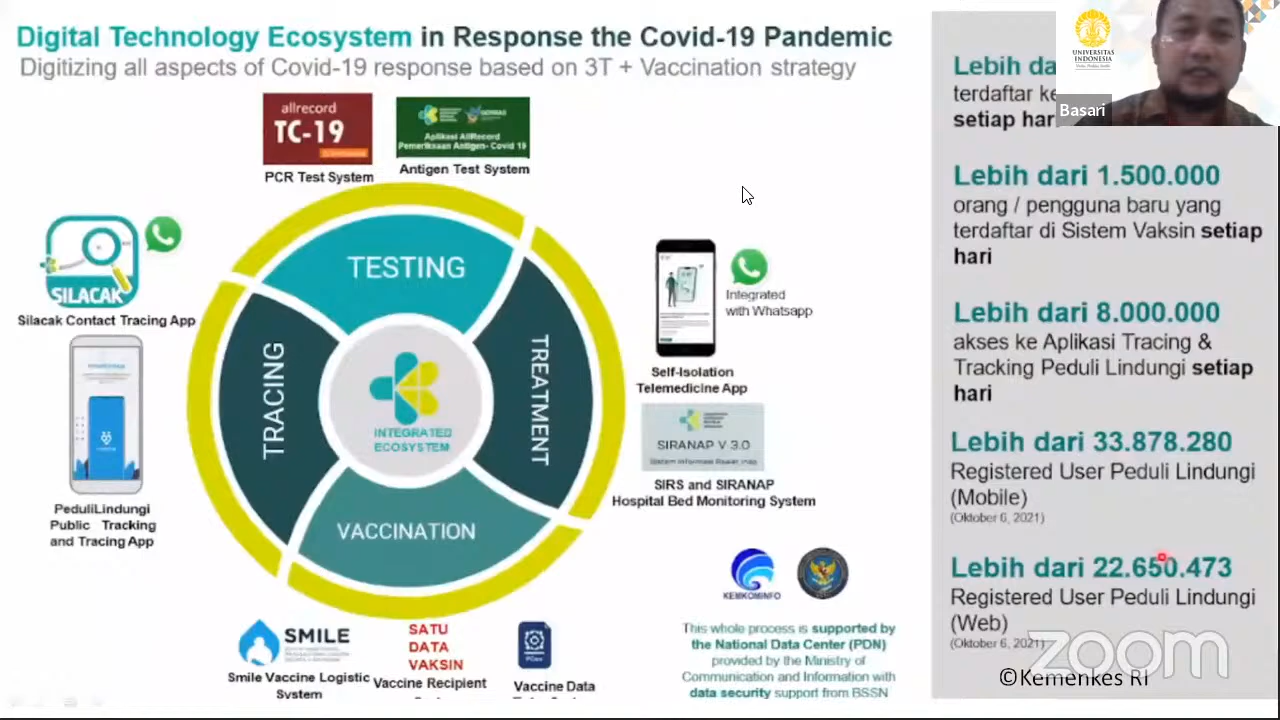 Digital Technology Ecosystem in Response the Covid-19 Pandemic
Digitizing all aspects of Covid-19 Response based on 3T + Vaccination strategy
allrecord
TC-19
PCR Test System
Aplikasi AllRecord
Pemeriksaan Antigen- Covid 19
Antigen Test System
SILACAK
Silacak Contact Tracing App
PeduliLindungi
Public Tracking
and Tracing App
TESTING
TRACING
TREATMENT
VACCINATION
INTEGRATED
ECOSYSTEM
Integrated
with Whatsapp
Self-Isolation
Telemedicine App
SIRANAP V 3.0
SIRS and SIRANAP
Hospital Bed Monitoring System
SMILE
Smile Vaccine Logistic
System
SATU
DATA
VAKSIN
Vaccine Recipient
Vaccine Data
KEMKOMINFO
This whole process is supported by
the National Data Center (PDN)
provided by the Ministry of
Communication and Information with
data security support from BSSN
UNIVERSITAS
INDONESIA
Basari
Lebih
terdaftar
setiap
Lebih dari 1.500.000
orang / pengguna baru yang
terdaftar di Sistem Vaksin setiap
hari
Lebih dari 8.000.000
akses ke Aplikasi Tracing &
Tracking Peduli Lindungi setiap
hari
Lebih dari 33.878.280
Registered User Peduli Lindungi
(Mobile)
(Oktober 6, 2021)
Lebih dari 22.650.473
Registered User Peduli Lindungi
(Web)
(Oktober 6, 2021)
zoom
©Kemenkes RI